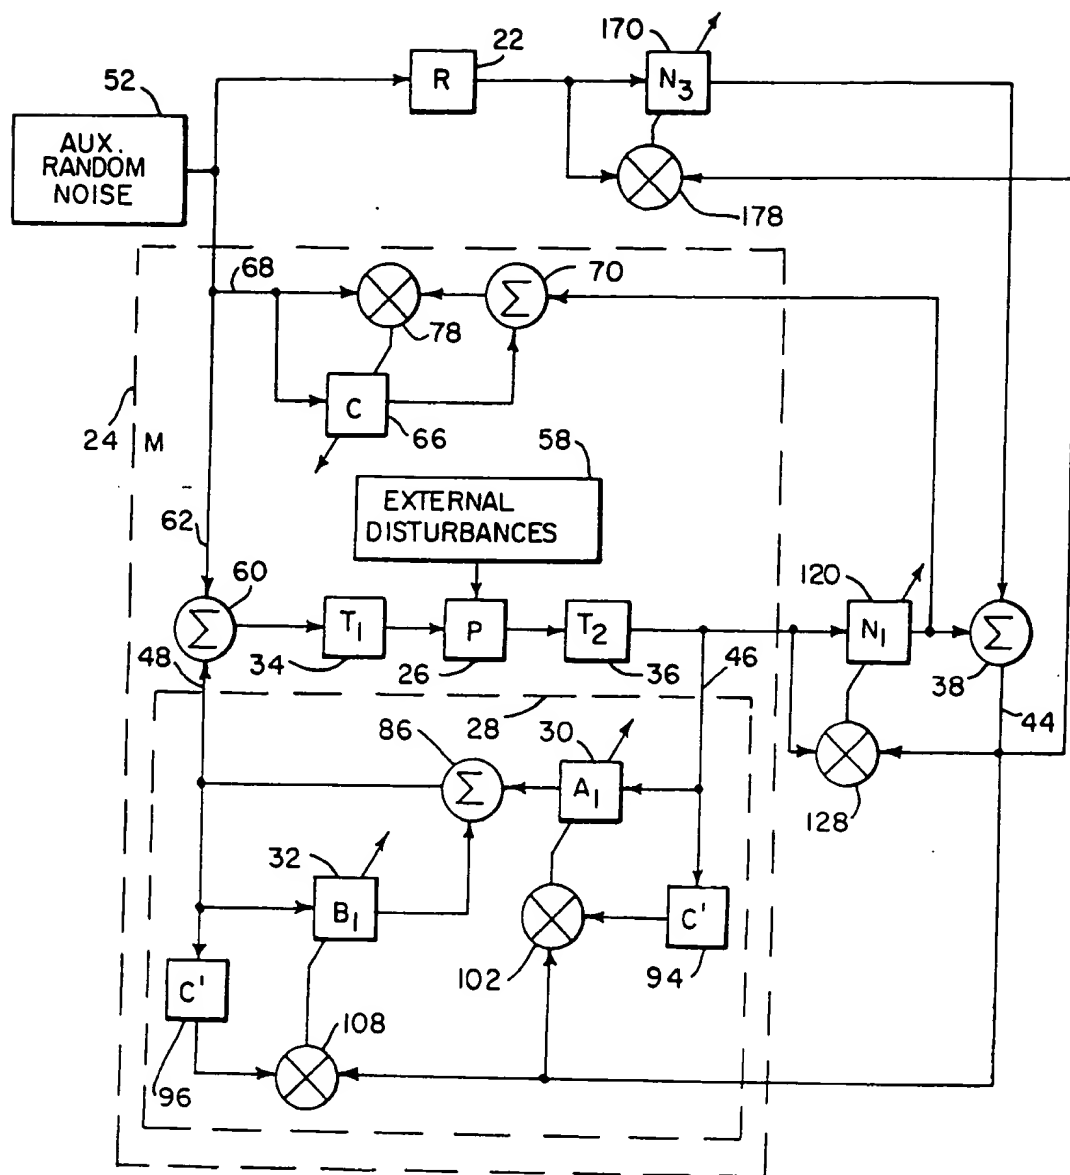 170
22
52
R
N3
AUX.
RANDOM
NOISE
178
68
70
Σ
78
C
24
M
66
58
EXTERNAL
DISTURBANCES
62
60
120
Σ
T1
P
T2
N1
Σ
48
34
26
36
46
38
28
44
86
30
Σ
A1
128
32
B1
C'
102
94
C'
108
96